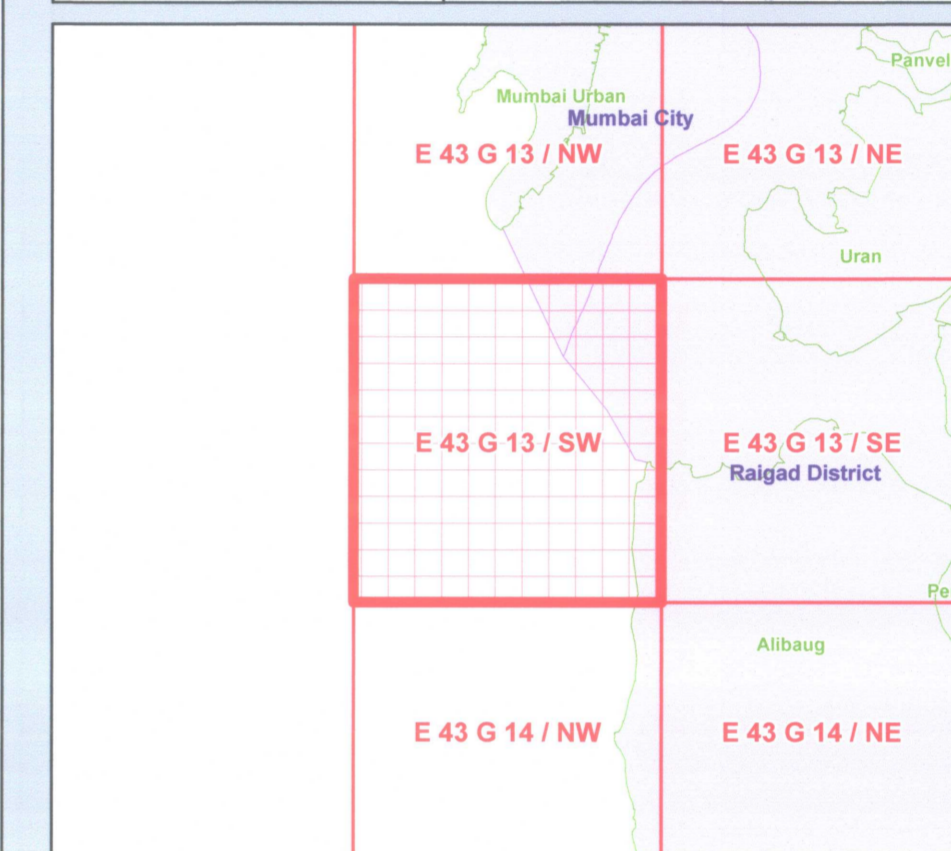 Panvel
Mumbai Urban
Mumbai City
E 43 G 13 / NW
E 43 G 13 / NE
Uran
E 43 G 13 / SW
E 43 G 13 / SE
Raigad District
Pe
Alibaug
E 43 G 14 / NW
E 43 G 14 / NE